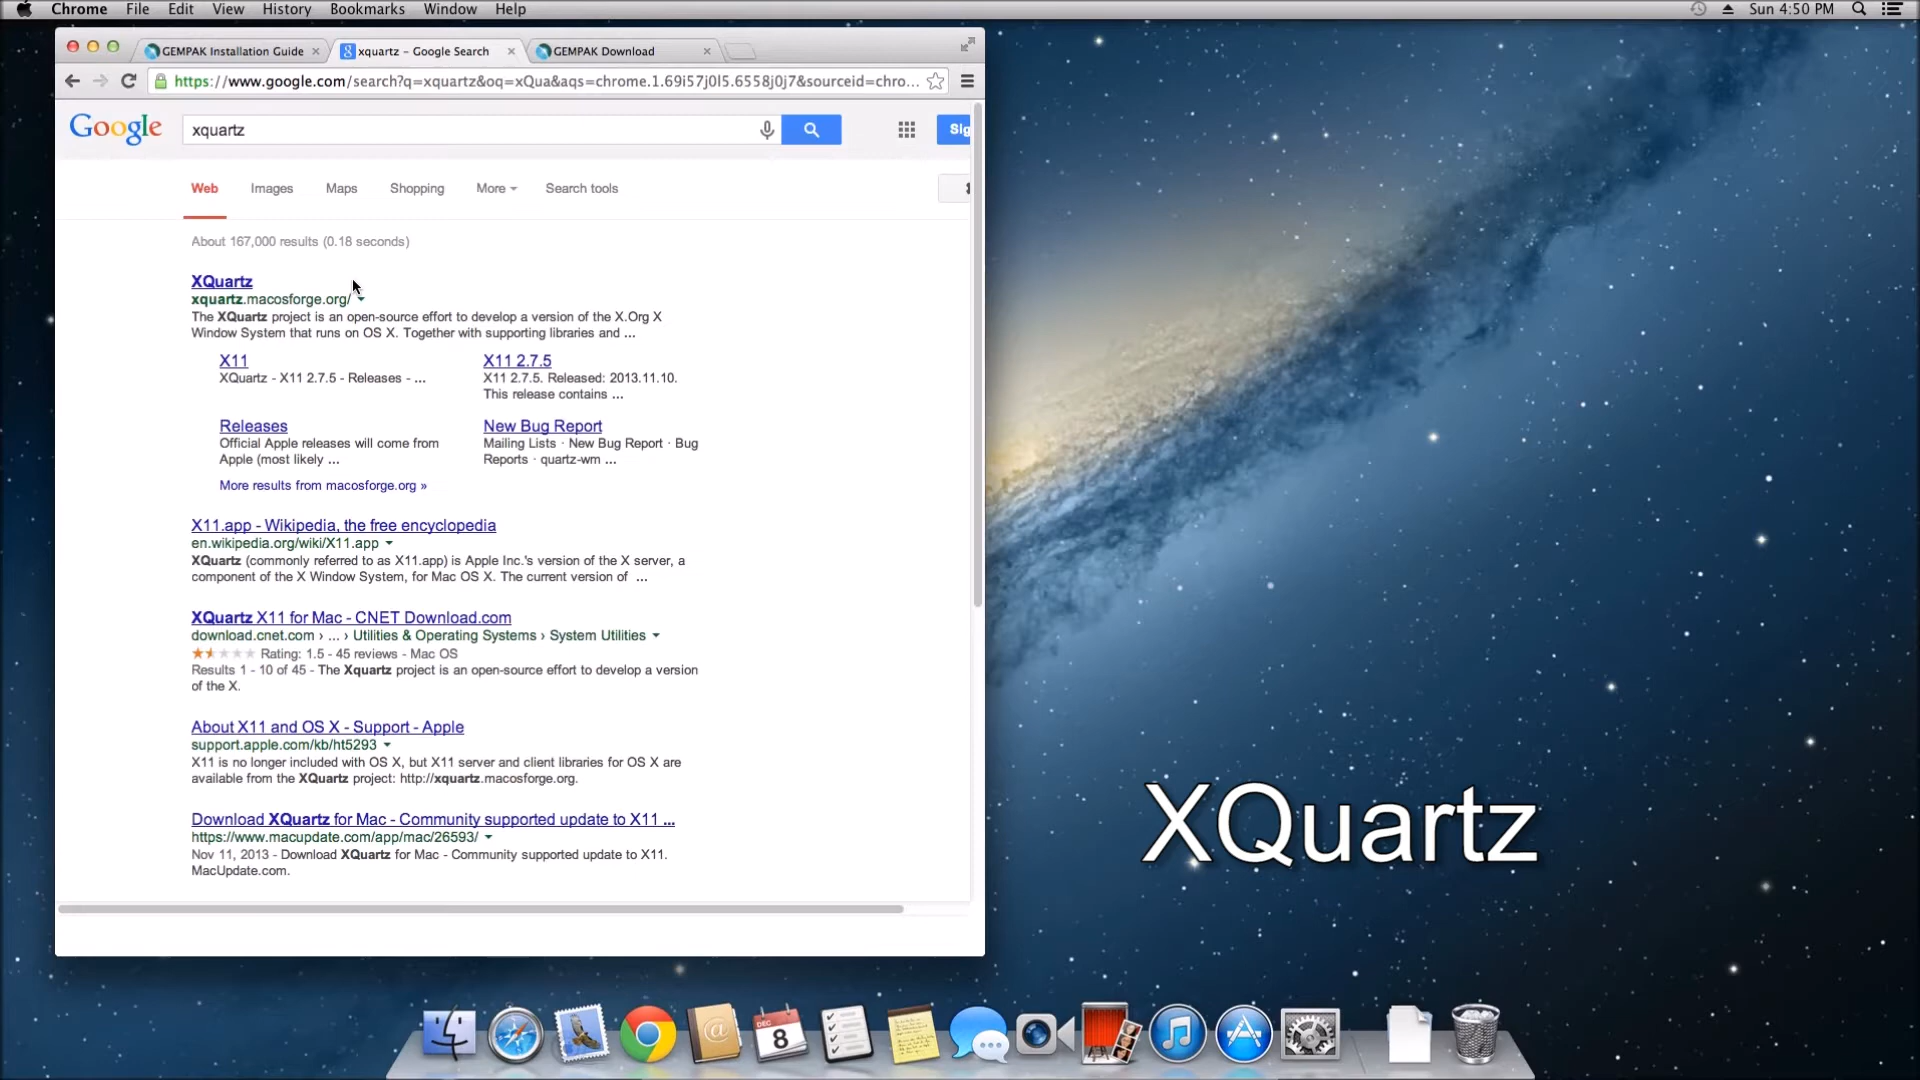 Chrome File Edit View History Bookmarks Window Help Sun 4:50 PM
GEMPAK Installation Guide xquartz - Google Search GEMPAK Download
https://www.google.com/search?q=xquartz&oq=xQua&aqs=chrome.1.69i57j0l5.6558j0j7&sourceid=chro...
Google xquartz Sig
Web Images Maps Shopping More Search tools
About 167,000 results (0.18 seconds)
XQuartz
xquartz.macosforge.org/
The XQuartz project is an open-source effort to develop a version of the X.Org X
Window System that runs on OS X. Together with supporting libraries and ...
X11
XQuartz - X11 2.7.5 - Releases - ...
X11 2.7.5
X11 2.7.5. Released: 2013.11.10.
This release contains ...
Releases
Official Apple releases will come from
Apple (most likely ...
New Bug Report
Mailing Lists · New Bug Report · Bug
Reports · quartz-wm ...
More results from macosforge.org »
X11.app - Wikipedia, the free encyclopedia
en.wikipedia.org/wiki/X11.app
XQuartz (commonly referred to as X11.app) is Apple Inc.'s version of the X server, a
component of the X Window System, for Mac OS X. The current version of ...
XQuartz X11 for Mac - CNET Download.com
download.cnet.com › ... › Utilities & Operating Systems › System Utilities
Rating: 1.5 - 45 reviews - Mac OS
Results 1 - 10 of 45 - The Xquartz project is an open-source effort to develop a version
of the X.
About X11 and OS X - Support - Apple
support.apple.com/kb/ht5293
X11 is no longer included with OS X, but X11 server and client libraries for OS X are
available from the XQuartz project: http://xquartz.macosforge.org.
Download XQuartz for Mac - Community supported update to X11 ...
https://www.macupdate.com/app/mac/26593/
Nov 11, 2013 - Download XQuartz for Mac - Community supported update to X11.
MacUpdate.com.
XQuartz
DEC
8